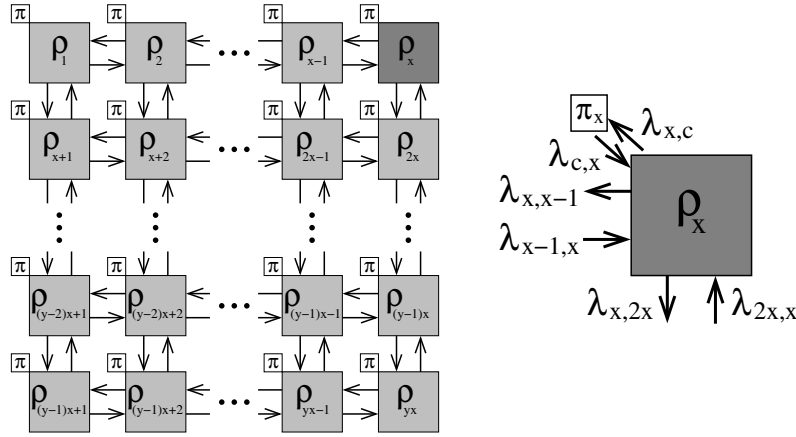 π π π π
ρ₁ ρ₂ ... ρₓ₋₁ ρₓ
π π π π
ρₓ₊₁ ρₓ₊₂ ... ρ₂ₓ₋₁ ρ₂ₓ
π π π π
ρ(y-2)x+1 ρ(y-2)x+2 ... ρ(y-1)x-1 ρ(y-1)x
π π π π
ρ(y-1)x+1 ρ(y-1)x+2 ... ρyx-1 ρyx
πₓ λx,c
λc,x
λx,x-1
ρₓ
λx-1,x
λx,2x λ2x,x